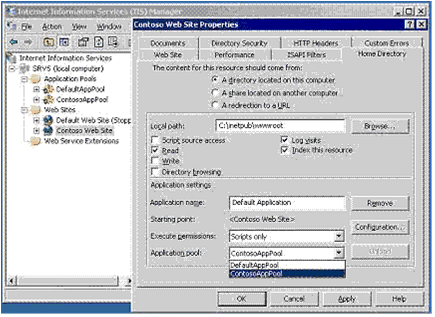 Internet Information Services (IIS) Manager
File Action View Window
Internet Information Services
SRV5 (local computer)
Application Pools
DefaultAppPool
ContosoAppPool
Web Sites
Default Web Site (Stopp
Contoso Web Site
Web Service Extensions
Contoso Web Site Properties
Documents Directory Security HTTP Headers Custom Errors
Web Site Performance ISAPI Filters Home Directory
The content for this resource should come from:
A directory located on this computer
A share located on another computer
A redirection to a URL
Local path: C:\inetpub\wwwroot Browse...
Script source access Log visits
Read Index this resource
Write
Directory browsing
Application settings
Application name: Default Application Remove
Starting point: <Contoso Web Site>
Configuration...
Execute permissions: Scripts only
Application pool: ContosoAppPool Unload
DefaultAppPool
ContosoAppPool
OK Cancel Apply Help